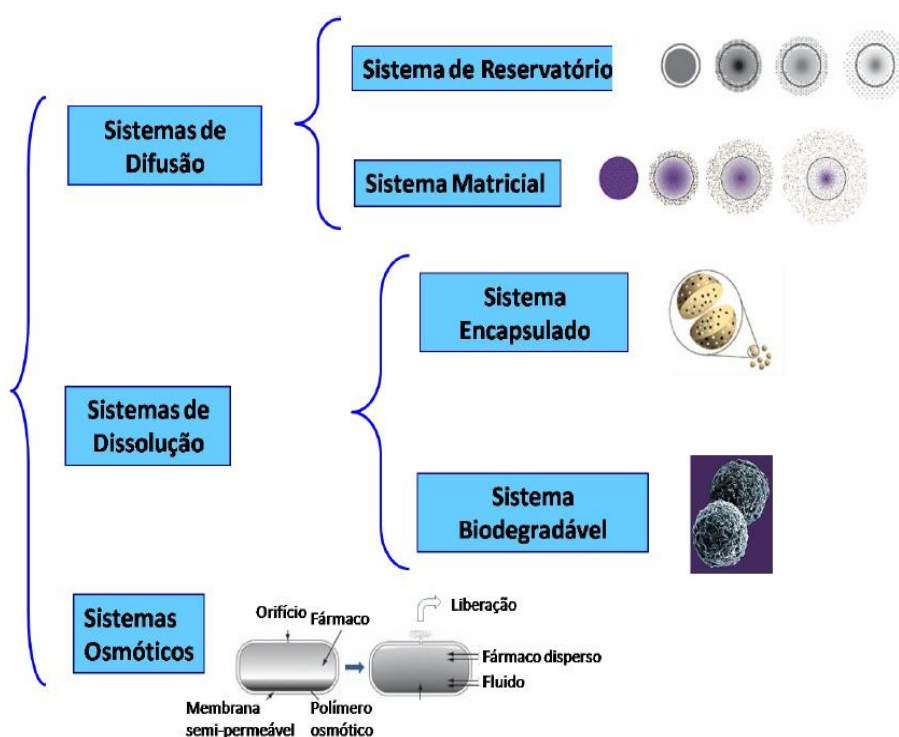 Sistema de Reservatório
Sistemas de
Difusão
Sistema Matricial
Sistema
Encapsulado
Sistemas de
Dissolução
Sistema
Biodegradável
Sistemas
Osmóticos
Orifício
Fármaco
Liberação
Fármaco disperso
Fluido
Membrana
semi-permeável
Polímero
osmótico